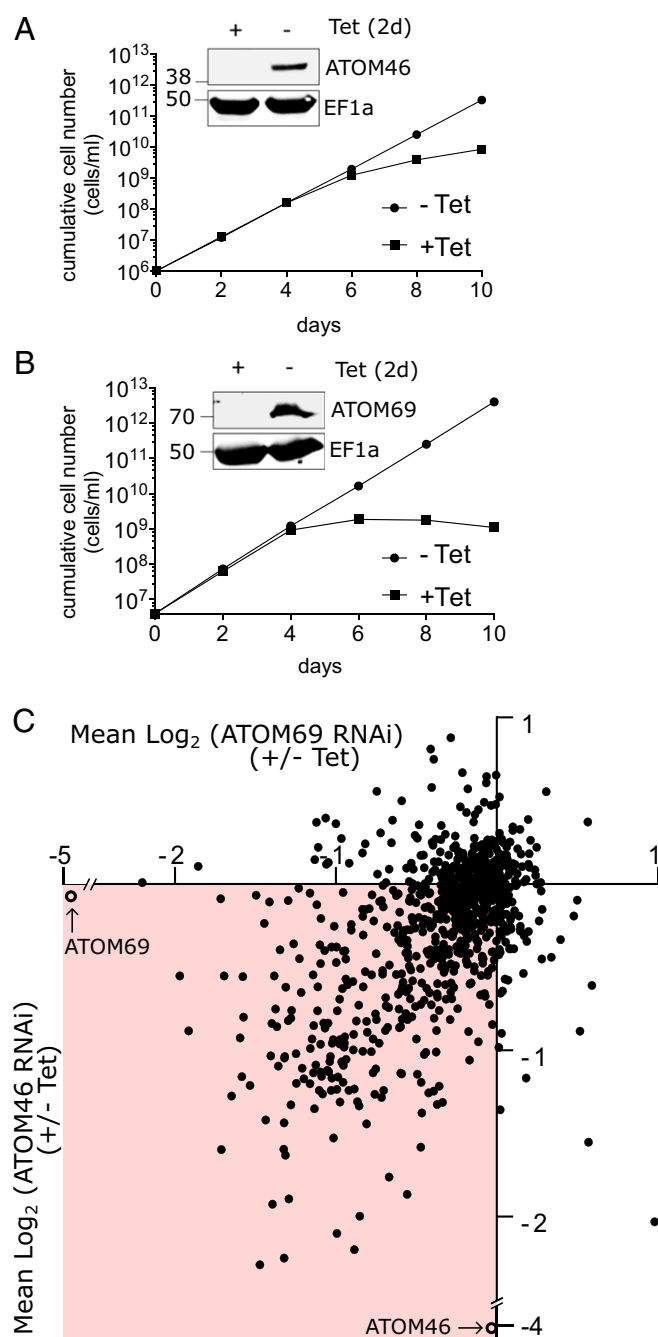 A
+ - Tet (2d)
38 ATOM46
50 EF1a
cumulative cell number
(cells/ml)
10^13
10^12
10^11
10^10
10^9
10^8
10^7
10^6
- Tet
+Tet
0 2 4 6 8 10
days
B
+ - Tet (2d)
70 ATOM69
50 EF1a
cumulative cell number
(cells/ml)
10^13
10^12
10^11
10^10
10^9
10^8
10^7
- Tet
+Tet
0 2 4 6 8 10
days
C
Mean Log₂ (ATOM69 RNAi)
(+/- Tet)
1
-5 -2 1 1
ATOM69
Mean Log₂ (ATOM46 RNAi)
(+/- Tet)
-1
-2
ATOM46 → -4